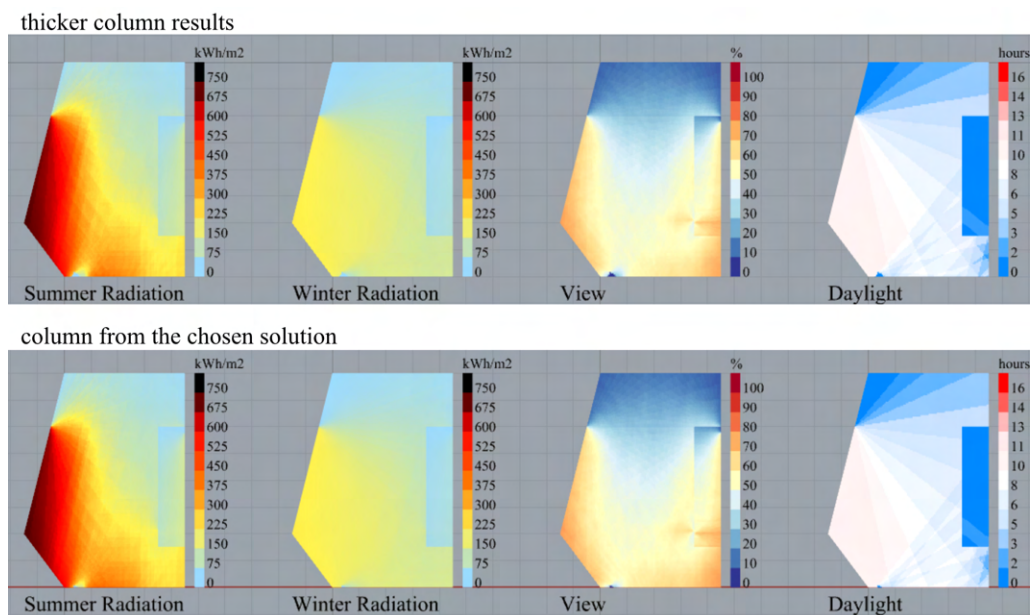 thicker column results
kWh/m2 kWh/m2 % hours
750 750 100 16
675 675 90 14
600 600 80 13
525 525 70 11
450 450 60 10
375 375 50 8
300 300 40 6
225 225 30 5
150 150 20 3
75 75 10 2
0 0 0 0
Summer Radiation Winter Radiation View Daylight
column from the chosen solution
kWh/m2 kWh/m2 % hours
750 750 100 16
675 675 90 14
600 600 80 13
525 525 70 11
450 450 60 10
375 375 50 8
300 300 40 6
225 225 30 5
150 150 20 3
75 75 10 2
0 0 0 0
Summer Radiation Winter Radiation View Daylight